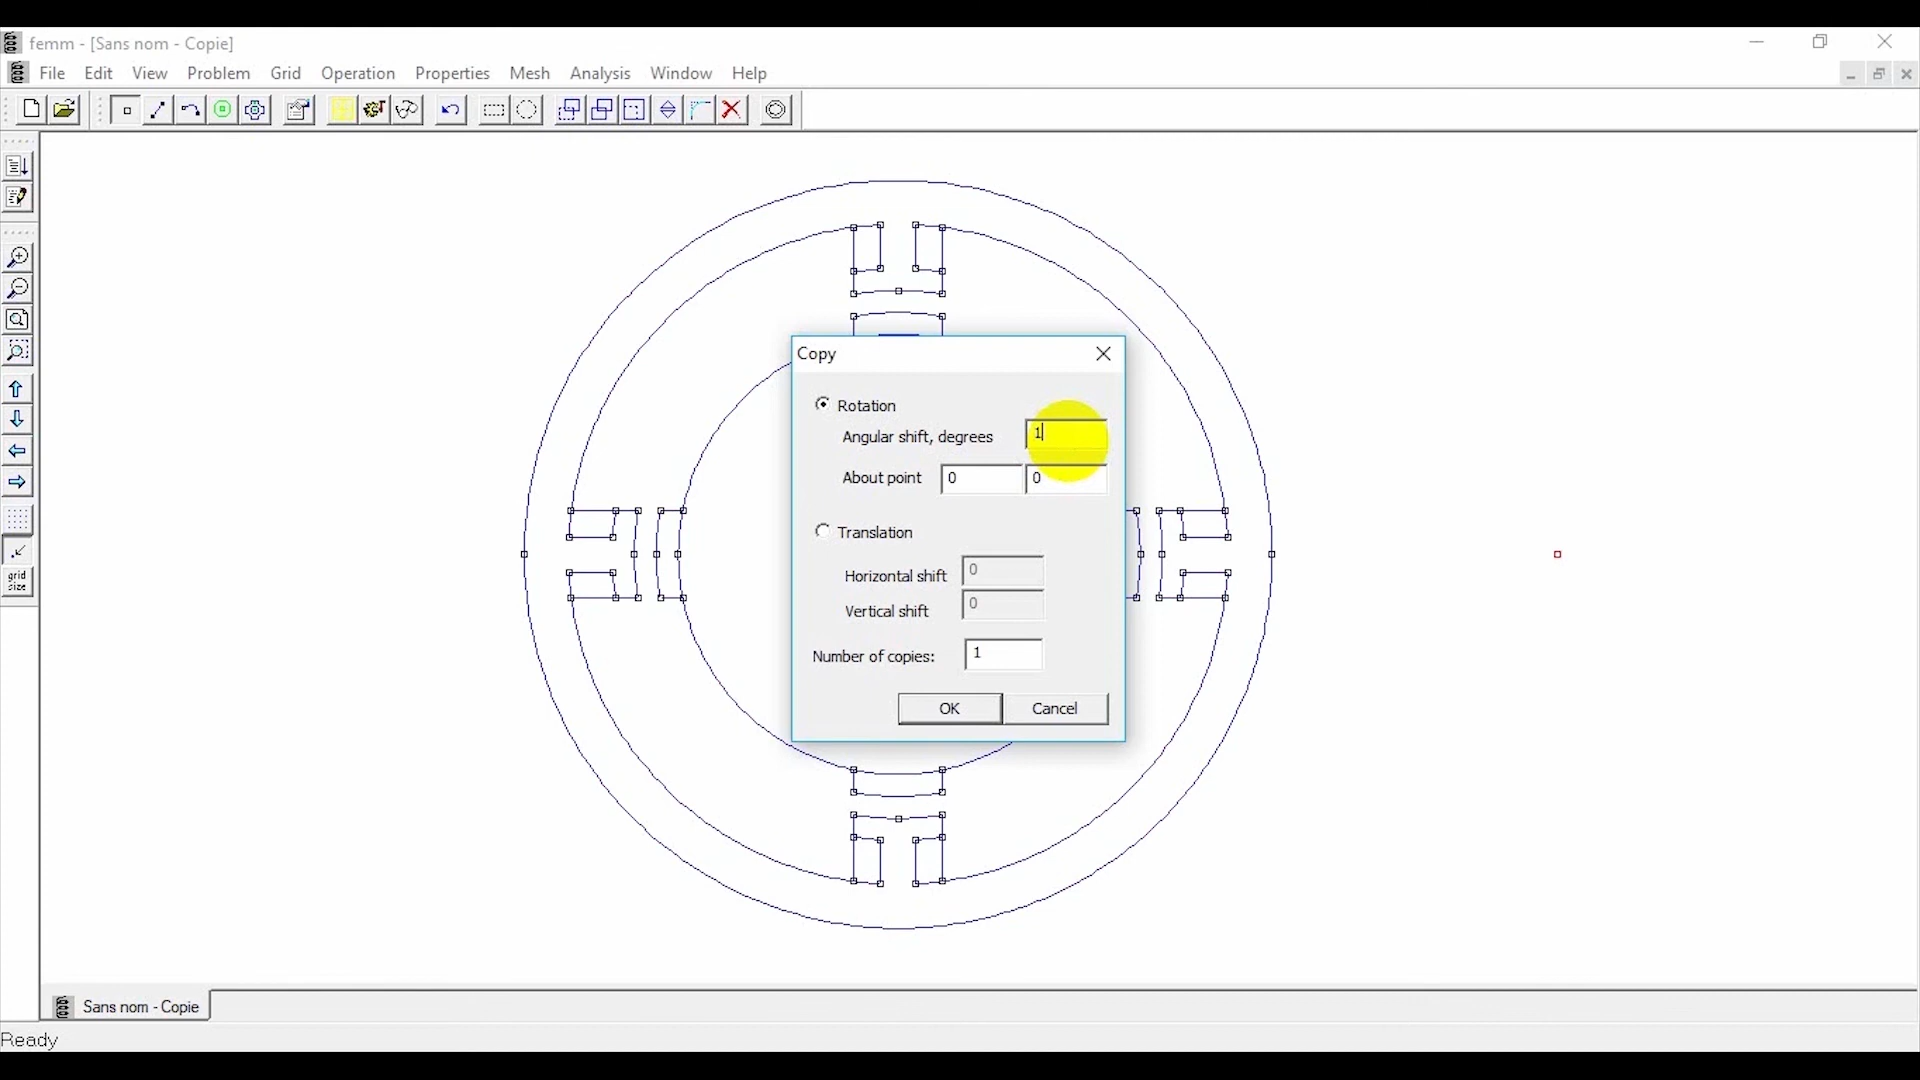 femm - [Sans nom - Copie]
File Edit View Problem Grid Operation Properties Mesh Analysis Window Help
grid
size
Copy
Rotation
Angular shift, degrees 1
About point 0 0
Translation
Horizontal shift 0
Vertical shift 0
Number of copies: 1
OK Cancel
Sans nom - Copie
Ready